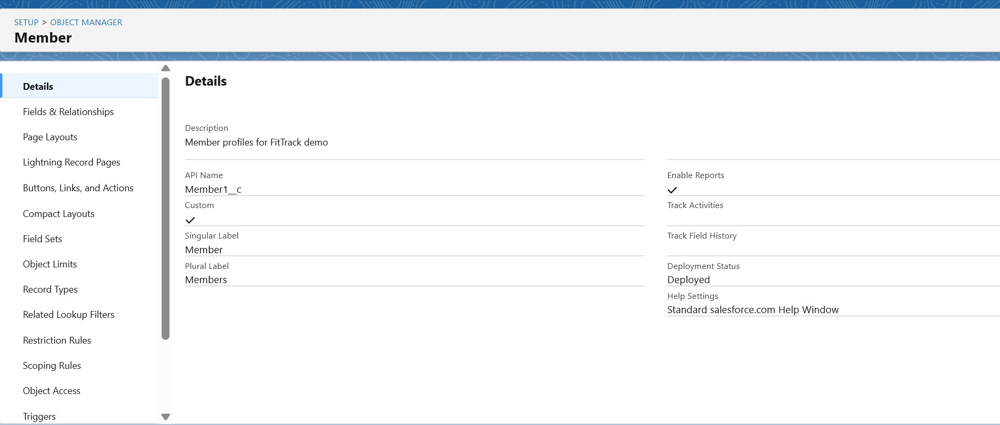 SETUP > OBJECT MANAGER
Member
Details
Fields & Relationships
Page Layouts
Lightning Record Pages
Buttons, Links, and Actions
Compact Layouts
Field Sets
Object Limits
Record Types
Related Lookup Filters
Restriction Rules
Scoping Rules
Object Access
Triggers
Details
Description
Member profiles for FitTrack demo
API Name
Member1__c
Custom
Singular Label
Member
Plural Label
Members
Enable Reports
Track Activities
Track Field History
Deployment Status
Deployed
Help Settings
Standard salesforce.com Help Window